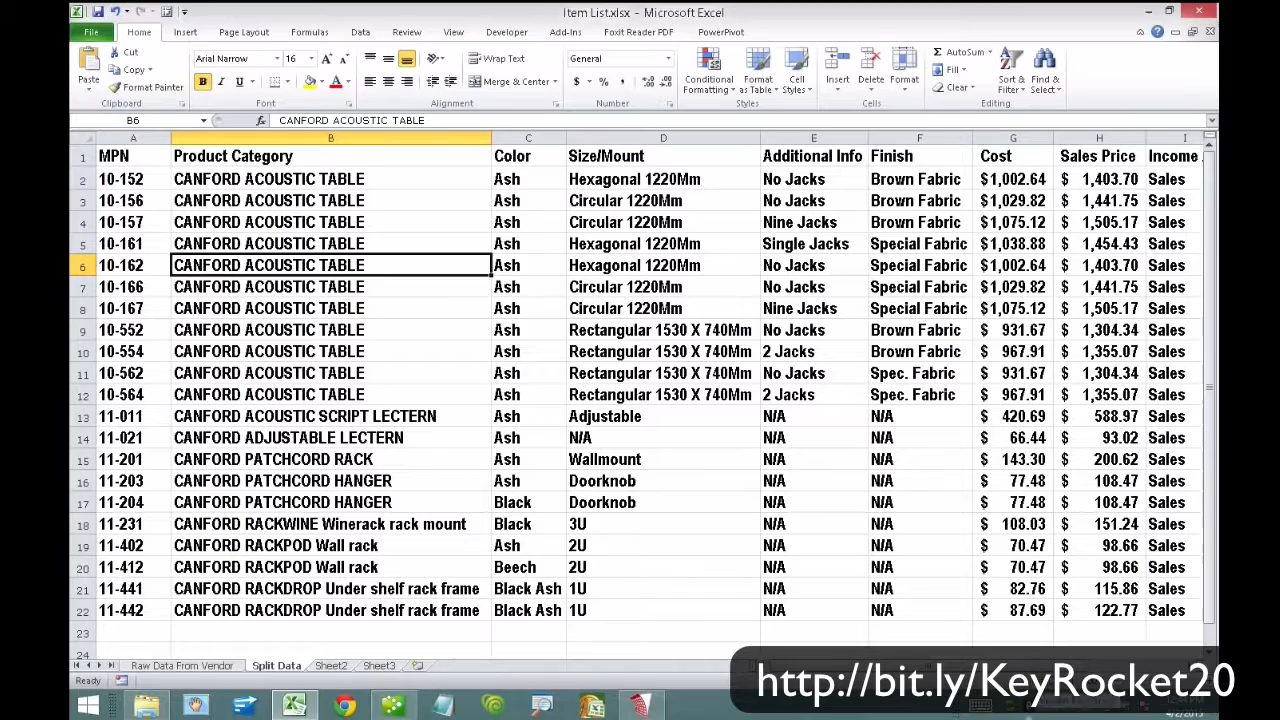 Item List.xlsx - Microsoft Excel
File Home Insert Page Layout Formulas Data Review View Developer Add-Ins Foxit Reader PDF PowerPivot
Paste Cut Copy Format Painter Clipboard
Arial Narrow 16 B I U A Font
Wrap Text Merge & Center Alignment
General $ % , Number
Conditional Formatting Format as Table Cell Styles Styles
Insert Delete Format Cells
AutoSum Fill Clear Sort & Filter Find & Select Editing
B6 fx CANFORD ACOUSTIC TABLE
A B C D E F G H I
1 MPN Product Category Color Size/Mount Additional Info Finish Cost Sales Price Income
2 10-152 CANFORD ACOUSTIC TABLE Ash Hexagonal 1220Mm No Jacks Brown Fabric $1,002.64 $ 1,403.70 Sales
3 10-156 CANFORD ACOUSTIC TABLE Ash Circular 1220Mm No Jacks Brown Fabric $1,029.82 $ 1,441.75 Sales
4 10-157 CANFORD ACOUSTIC TABLE Ash Circular 1220Mm Nine Jacks Brown Fabric $1,075.12 $ 1,505.17 Sales
5 10-161 CANFORD ACOUSTIC TABLE Ash Hexagonal 1220Mm Single Jacks Special Fabric $1,038.88 $ 1,454.43 Sales
6 10-162 CANFORD ACOUSTIC TABLE Ash Hexagonal 1220Mm No Jacks Special Fabric $1,002.64 $ 1,403.70 Sales
7 10-166 CANFORD ACOUSTIC TABLE Ash Circular 1220Mm No Jacks Special Fabric $1,029.82 $ 1,441.75 Sales
8 10-167 CANFORD ACOUSTIC TABLE Ash Circular 1220Mm Nine Jacks Special Fabric $1,075.12 $ 1,505.17 Sales
9 10-552 CANFORD ACOUSTIC TABLE Ash Rectangular 1530 X 740Mm No Jacks Brown Fabric $ 931.67 $ 1,304.34 Sales
10 10-554 CANFORD ACOUSTIC TABLE Ash Rectangular 1530 X 740Mm 2 Jacks Brown Fabric $ 967.91 $ 1,355.07 Sales
11 10-562 CANFORD ACOUSTIC TABLE Ash Rectangular 1530 X 740Mm No Jacks Spec. Fabric $ 931.67 $ 1,304.34 Sales
12 10-564 CANFORD ACOUSTIC TABLE Ash Rectangular 1530 X 740Mm 2 Jacks Spec. Fabric $ 967.91 $ 1,355.07 Sales
13 11-011 CANFORD ACOUSTIC SCRIPT LECTERN Ash Adjustable N/A N/A $ 420.69 $ 588.97 Sales
14 11-021 CANFORD ADJUSTABLE LECTERN Ash N/A N/A N/A $ 66.44 $ 93.02 Sales
15 11-201 CANFORD PATCHCORD RACK Ash Wallmount N/A N/A $ 143.30 $ 200.62 Sales
16 11-203 CANFORD PATCHCORD HANGER Ash Doorknob N/A N/A $ 77.48 $ 108.47 Sales
17 11-204 CANFORD PATCHCORD HANGER Black Doorknob N/A N/A $ 77.48 $ 108.47 Sales
18 11-231 CANFORD RACKWINE Winerack rack mount Black 3U N/A N/A $ 108.03 $ 151.24 Sales
19 11-402 CANFORD RACKPOD Wall rack Ash 2U N/A N/A $ 70.47 $ 98.66 Sales
20 11-412 CANFORD RACKPOD Wall rack Beech 2U N/A N/A $ 70.47 $ 98.66 Sales
21 11-441 CANFORD RACKDROP Under shelf rack frame Black Ash 1U N/A N/A $ 82.76 $ 115.86 Sales
22 11-442 CANFORD RACKDROP Under shelf rack frame Black Ash 1U N/A N/A $ 87.69 $ 122.77 Sales
23
24
Raw Data From Vendor Split Data Sheet2 Sheet3
Ready
http://bit.ly/KeyRocket20